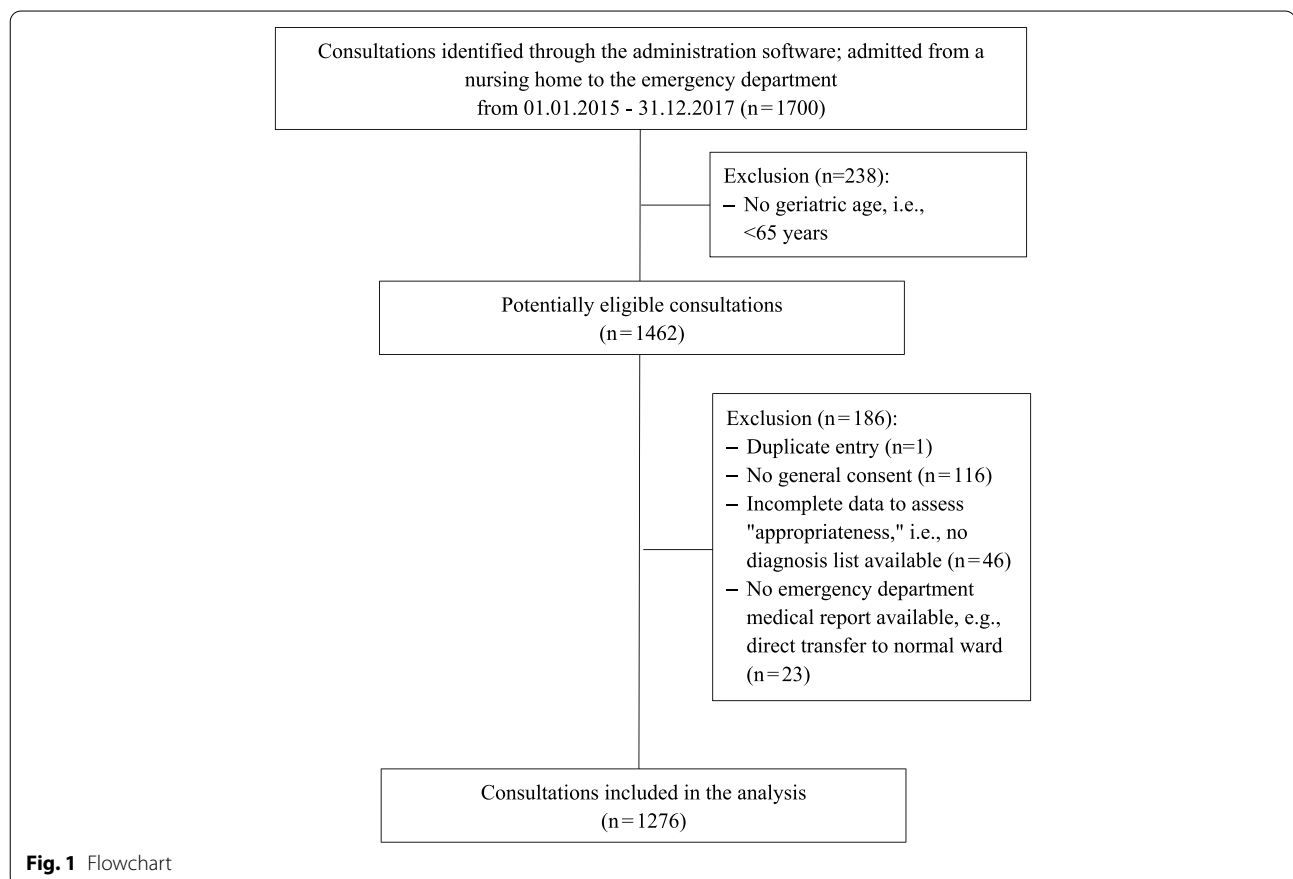 Consultations identified through the administration software; admitted from a
nursing home to the emergency department
from 01.01.2015 - 31.12.2017 (n=1700)
Exclusion (n=238):
– No geriatric age, i.e.,
<65 years
Potentially eligible consultations
(n=1462)
Exclusion (n=186):
– Duplicate entry (n=1)
– No general consent (n=116)
– Incomplete data to assess
"appropriateness," i.e., no
diagnosis list available (n=46)
– No emergency department
medical report available, e.g.,
direct transfer to normal ward
(n=23)
Consultations included in the analysis
(n=1276)
Fig. 1 Flowchart